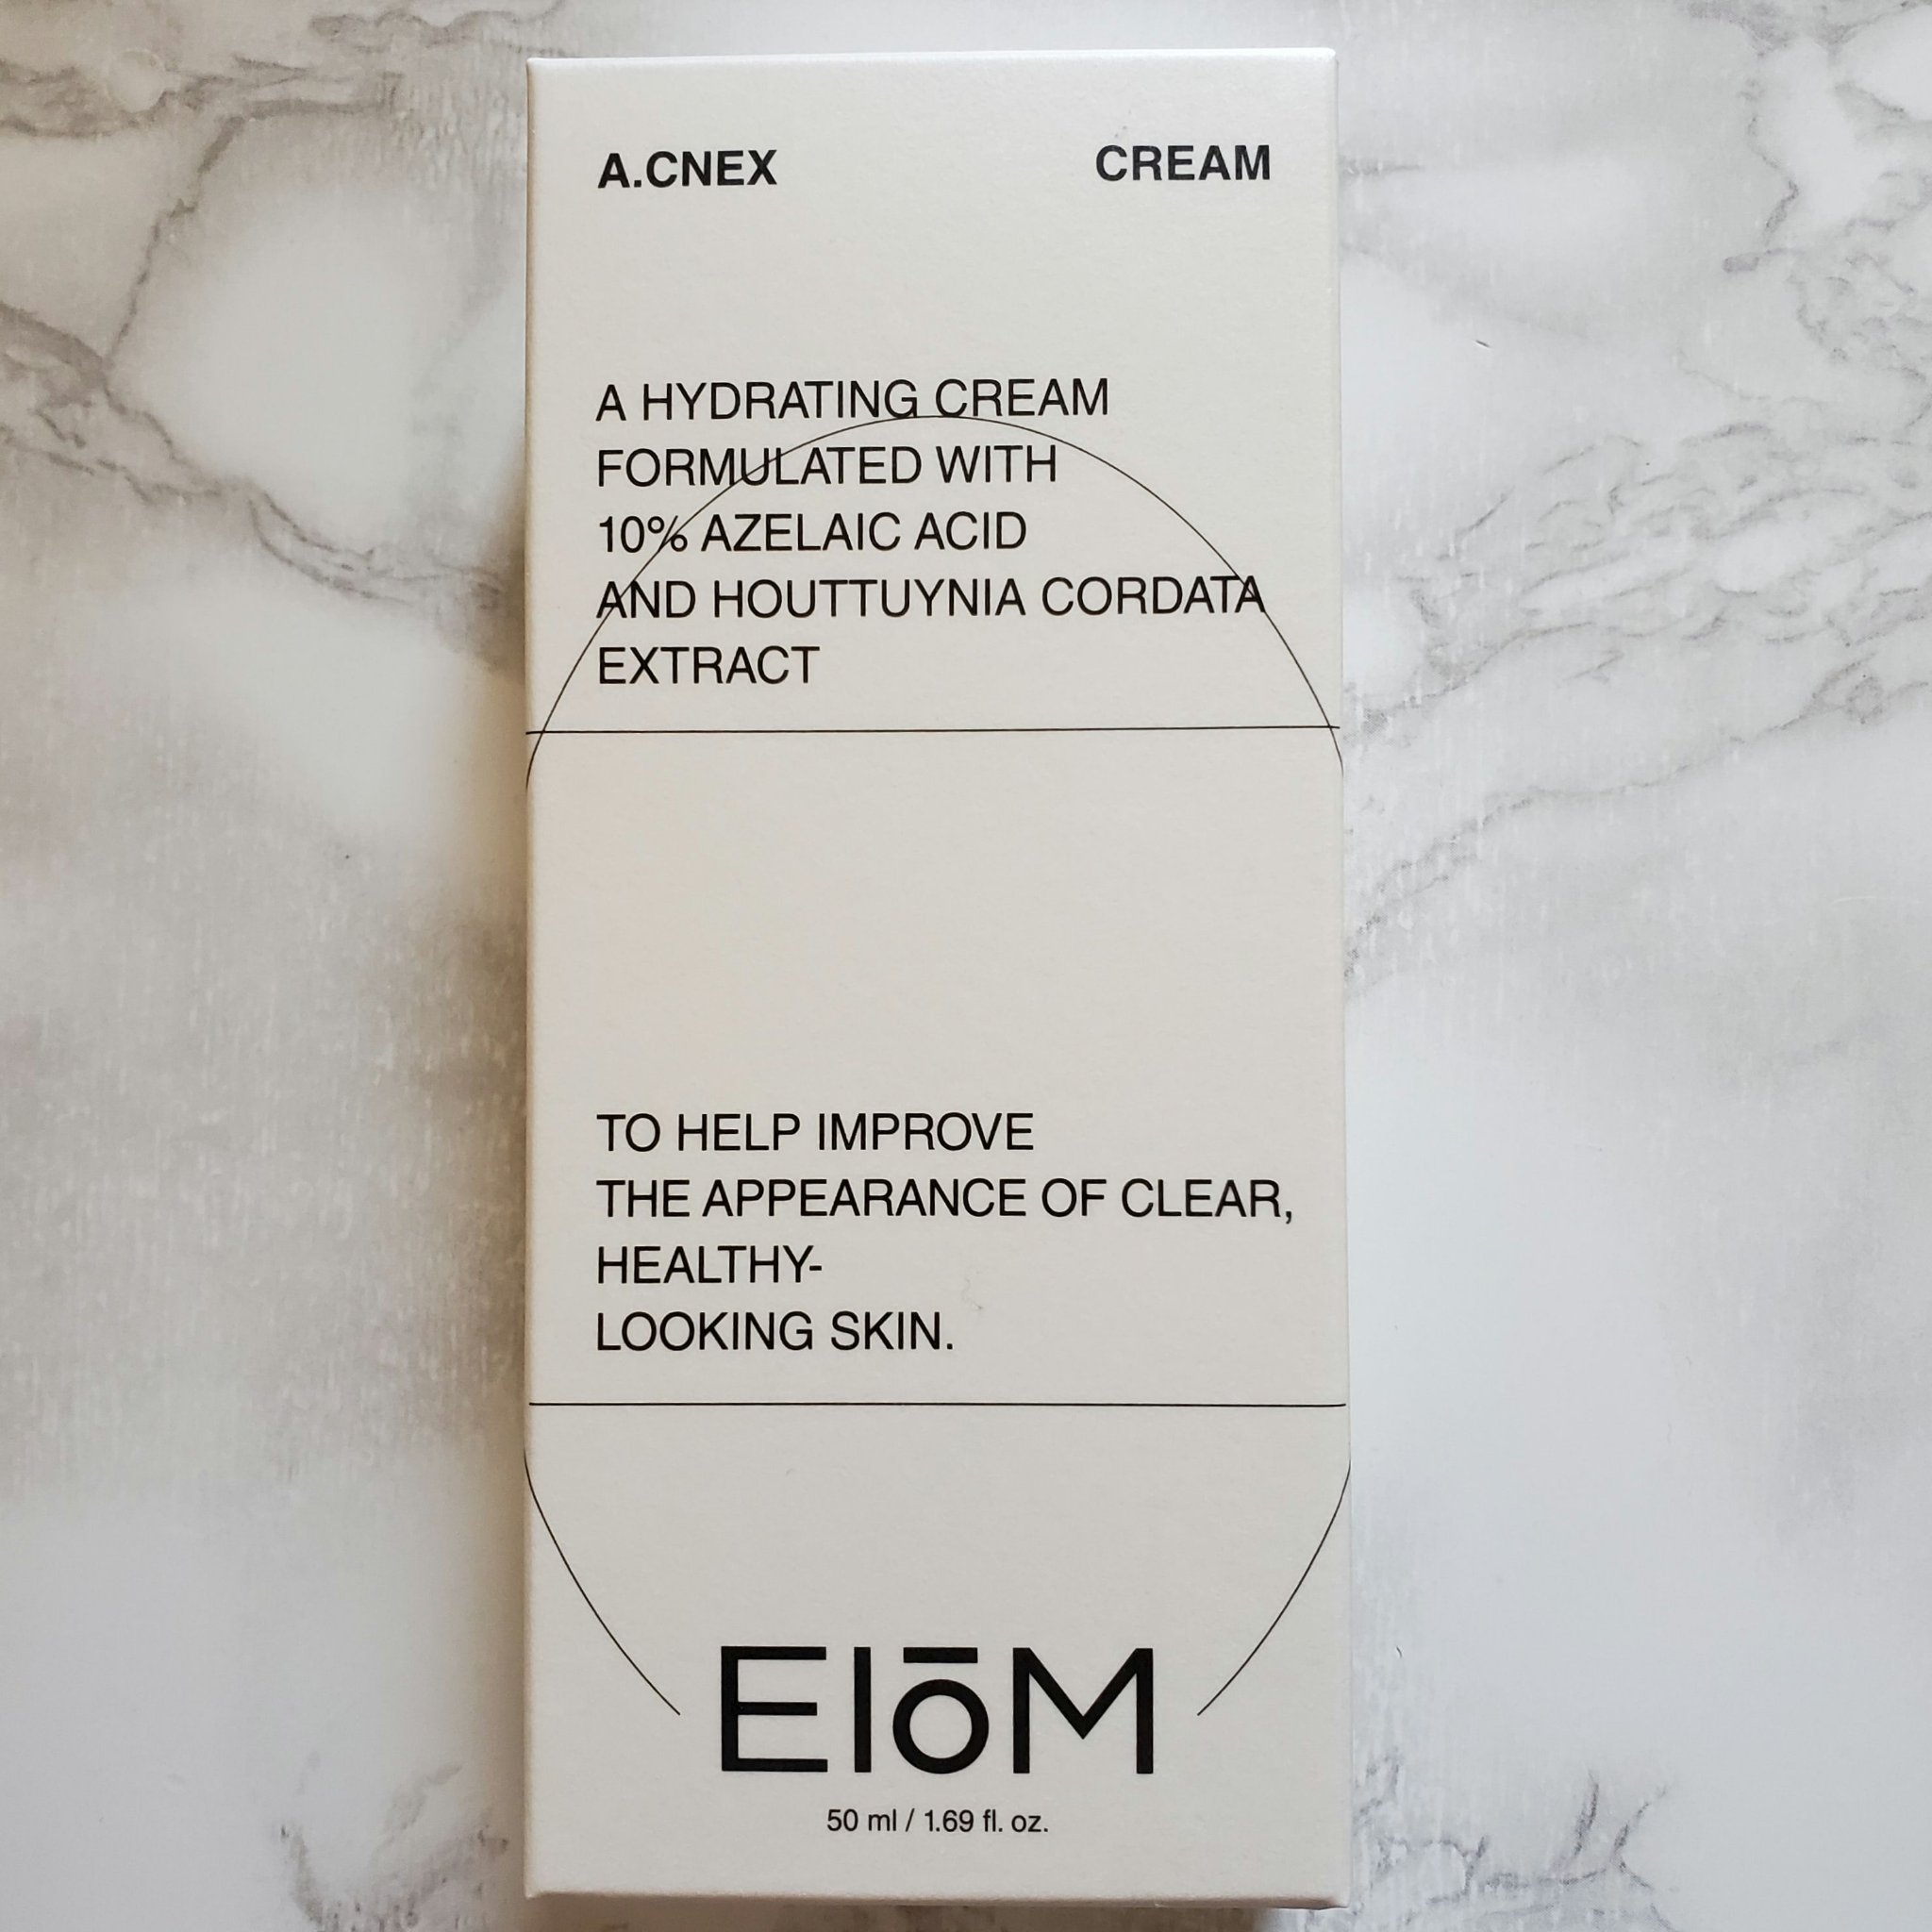 A.CNEX CREAM
A HYDRATING CREAM
FORMULATED WITH
10% AZELAIC ACID
AND HOUTTUYNIA CORDATA
EXTRACT
TO HELP IMPROVE
THE APPEARANCE OF CLEAR,
HEALTHY-
LOOKING SKIN.
ElōM
50 ml / 1.69 fl. oz.